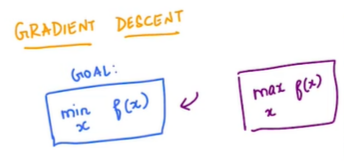 GRADIENT DESCENT
GOAL:
min f(x)
x
max f(x)
x